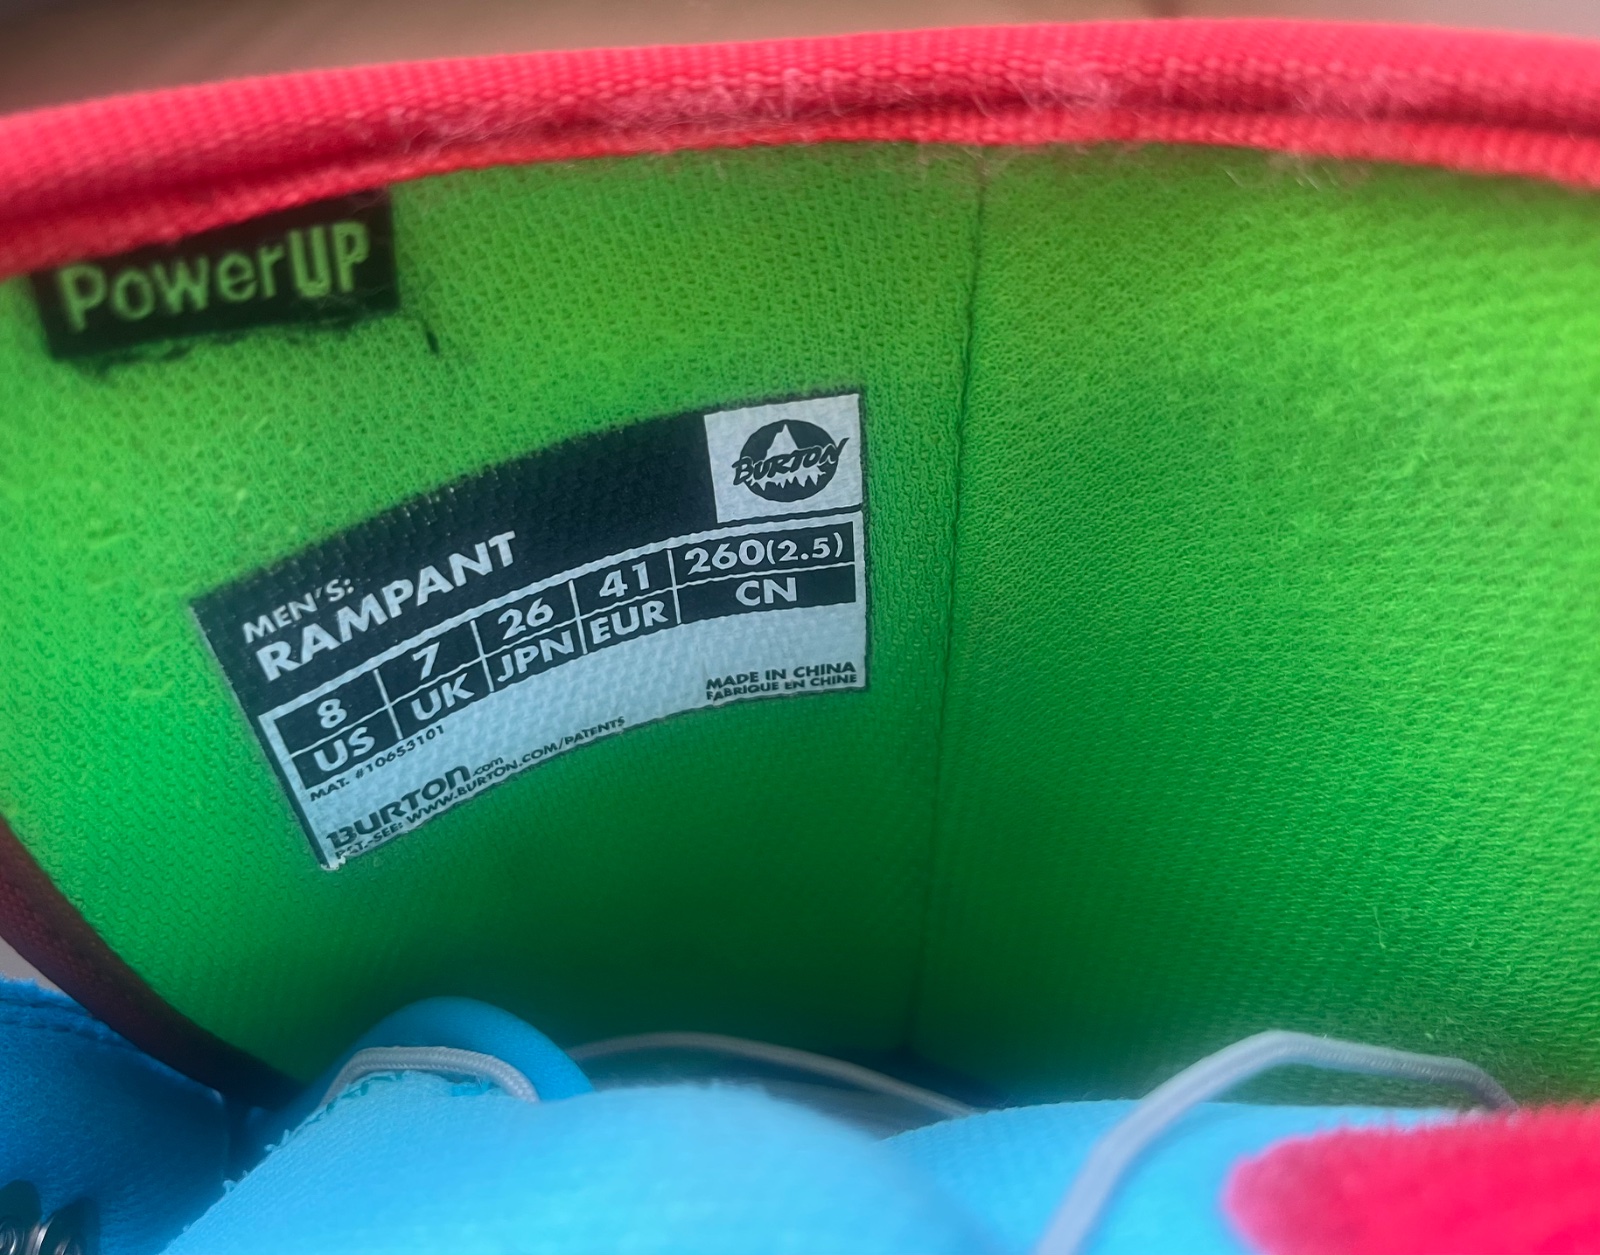 PowerUP
BURTON
MEN'S:
RAMPANT
8 7 26 41 260(2.5)
US UK JPN EUR CN
MAT. #10653101
MADE IN CHINA
FABRIQUE EN CHINE
BURTON.com
PAT.-SEE: WWW.BURTON.COM/PATENTS